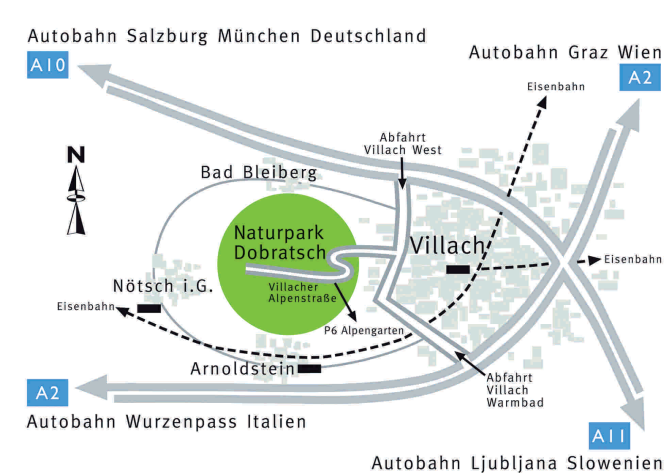 Autobahn Salzburg München Deutschland
A10
Autobahn Graz Wien
A2
Eisenbahn
N
Abfahrt
Villach West
Bad Bleiberg
Naturpark
Dobratsch
Villach
Eisenbahn
Nötsch i.G.
Villacher
Alpenstraße
Eisenbahn
P6 Alpengarten
Arnoldstein
Abfahrt
Villach
Warmbad
A2
Autobahn Wurzenpass Italien
A11
Autobahn Ljubljana Slowenien